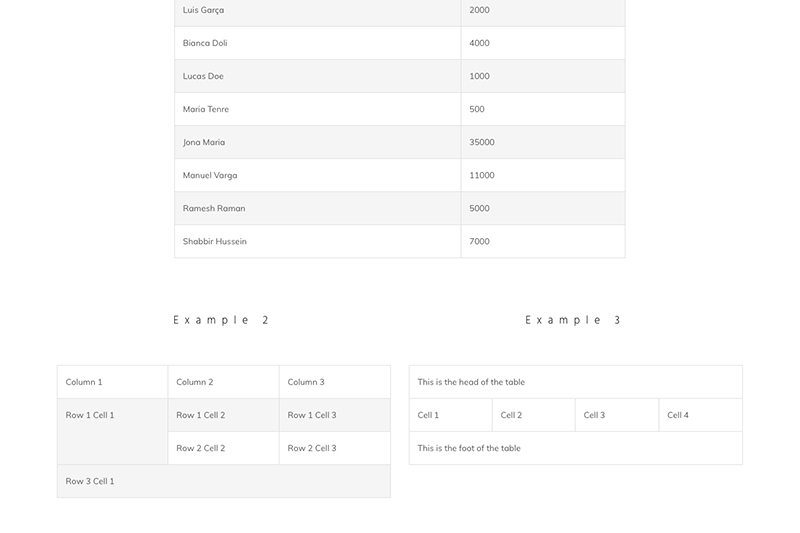 Luis Garça 2000
Bianca Doli 4000
Lucas Doe 1000
Maria Tenre 500
Jona Maria 35000
Manuel Varga 11000
Ramesh Raman 5000
Shabbir Hussein 7000
Example 2
Column 1 Column 2 Column 3
Row 1 Cell 1 Row 1 Cell 2 Row 1 Cell 3
Row 2 Cell 2 Row 2 Cell 3
Row 3 Cell 1
Example 3
This is the head of the table
Cell 1 Cell 2 Cell 3 Cell 4
This is the foot of the table